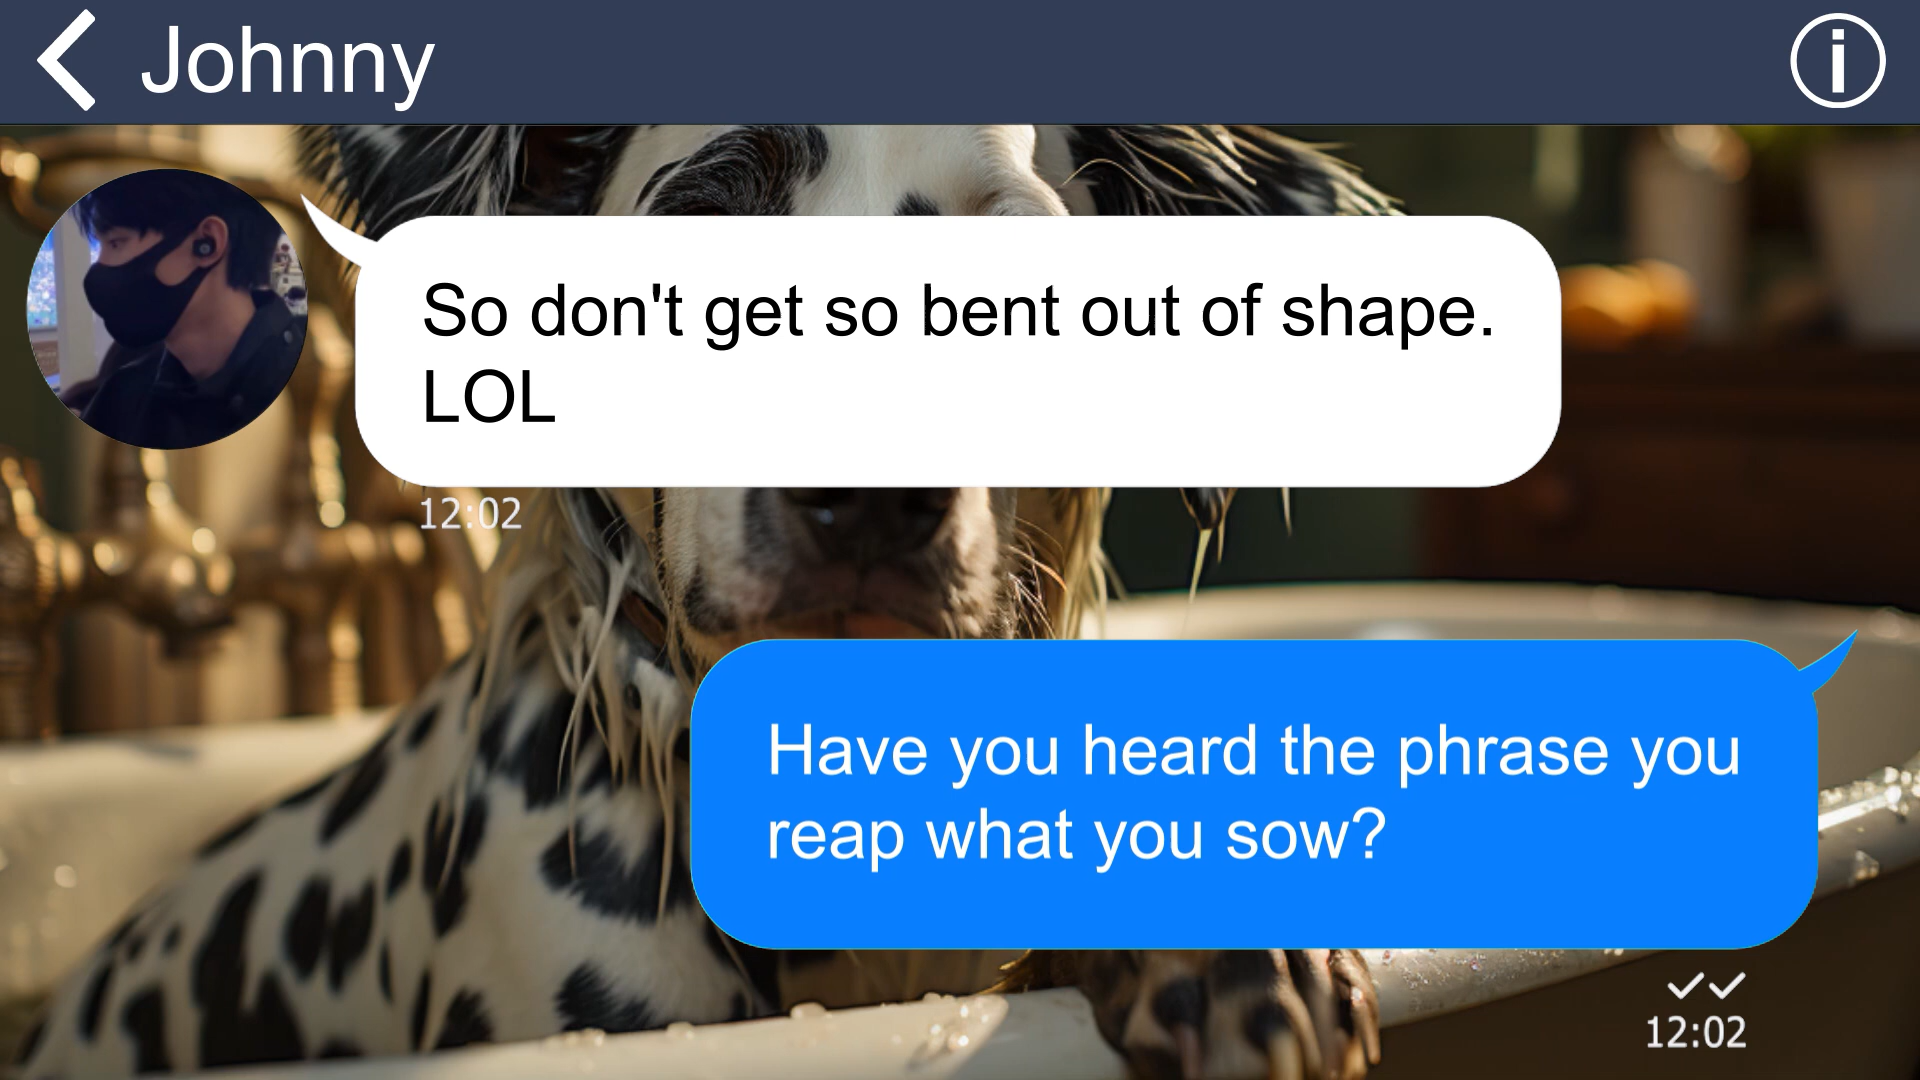 Johnny
So don't get so bent out of shape.
LOL
12:02
Have you heard the phrase you
reap what you sow?
12:02